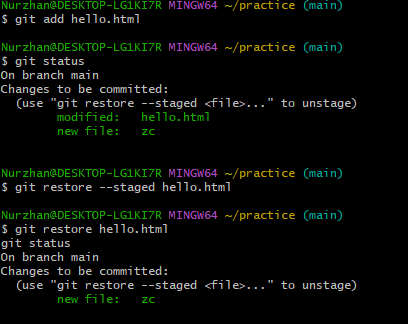 Nurzhan@DESKTOP-LG1KI7R MINGW64 ~/practice (main)
$ git add hello.html

Nurzhan@DESKTOP-LG1KI7R MINGW64 ~/practice (main)
$ git status
On branch main
Changes to be committed:
  (use "git restore --staged <file>..." to unstage)
        modified:   hello.html
        new file:   zc


Nurzhan@DESKTOP-LG1KI7R MINGW64 ~/practice (main)
$ git restore --staged hello.html

Nurzhan@DESKTOP-LG1KI7R MINGW64 ~/practice (main)
$ git restore hello.html
git status
On branch main
Changes to be committed:
  (use "git restore --staged <file>..." to unstage)
        new file:   zc